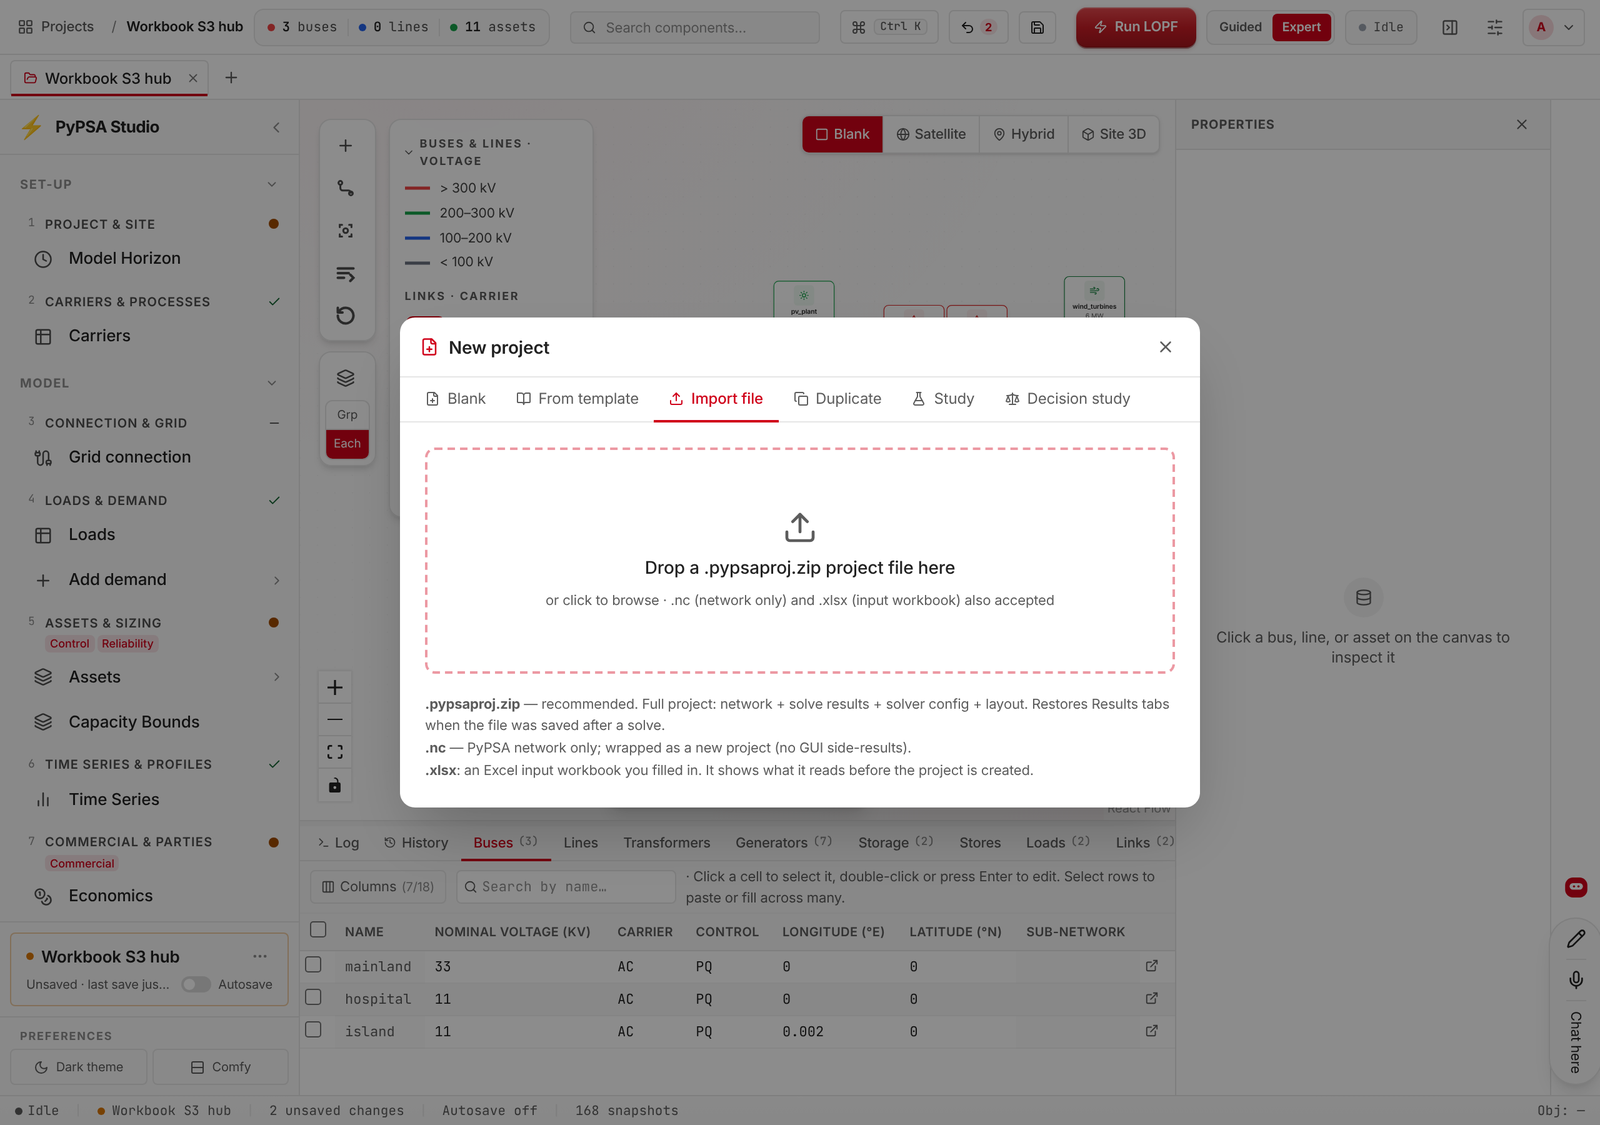 Projects / Workbook S3 hub
3 buses 0 lines 11 assets
Search components...
Ctrl K
2
Run LOPF
Guided Expert
Idle
A
Workbook S3 hub
PyPSA Studio
SET-UP
1 PROJECT & SITE
Model Horizon
2 CARRIERS & PROCESSES
Carriers
MODEL
3 CONNECTION & GRID
Grid connection
4 LOADS & DEMAND
Loads
Add demand
5 ASSETS & SIZING
Control Reliability
Assets
Capacity Bounds
6 TIME SERIES & PROFILES
Time Series
7 COMMERCIAL & PARTIES
Commercial
Economics
Workbook S3 hub
Unsaved · last save jus... Autosave
PREFERENCES
Dark theme Comfy
Grp
Each
BUSES & LINES ·
VOLTAGE
> 300 kV
200–300 kV
100–200 kV
< 100 kV
LINKS · CARRIER
Blank Satellite Hybrid Site 3D
pv_plant
wind_turbines
6 MW
PROPERTIES
Click a bus, line, or asset on the canvas to
inspect it
New project
Blank From template Import file Duplicate Study Decision study
Drop a .pypsaproj.zip project file here
or click to browse · .nc (network only) and .xlsx (input workbook) also accepted
.pypsaproj.zip — recommended. Full project: network + solve results + solver config + layout. Restores Results tabs
when the file was saved after a solve.
.nc — PyPSA network only; wrapped as a new project (no GUI side-results).
.xlsx: an Excel input workbook you filled in. It shows what it reads before the project is created.
React Flow
Log History Buses (3) Lines Transformers Generators (7) Storage (2) Stores Loads (2) Links (2)
Columns (7/18)
Search by name…
· Click a cell to select it, double-click or press Enter to edit. Select rows to
paste or fill across many.
NAME NOMINAL VOLTAGE (KV) CARRIER CONTROL LONGITUDE (°E) LATITUDE (°N) SUB-NETWORK
mainland 33 AC PQ 0 0
hospital 11 AC PQ 0 0
island 11 AC PQ 0.002 0
Chat here
Idle Workbook S3 hub 2 unsaved changes Autosave off 168 snapshots Obj: —